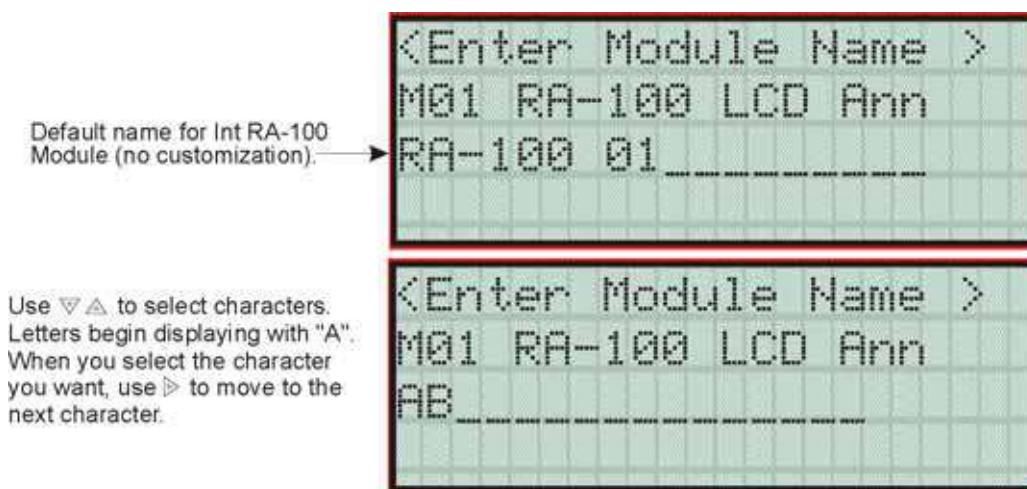 <Enter Module Name >
M01 RA-100 LCD Ann
Default name for Int RA-100
Module (no customization).
RA-100 01_________
<Enter Module Name >
M01 RA-100 LCD Ann
AB______________
Use ▽ △ to select characters.
Letters begin displaying with "A".
When you select the character
you want, use ▷ to move to the
next character.